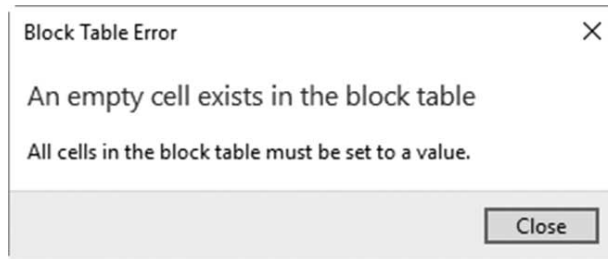 Block Table Error
An empty cell exists in the block table
All cells in the block table must be set to a value.
Close